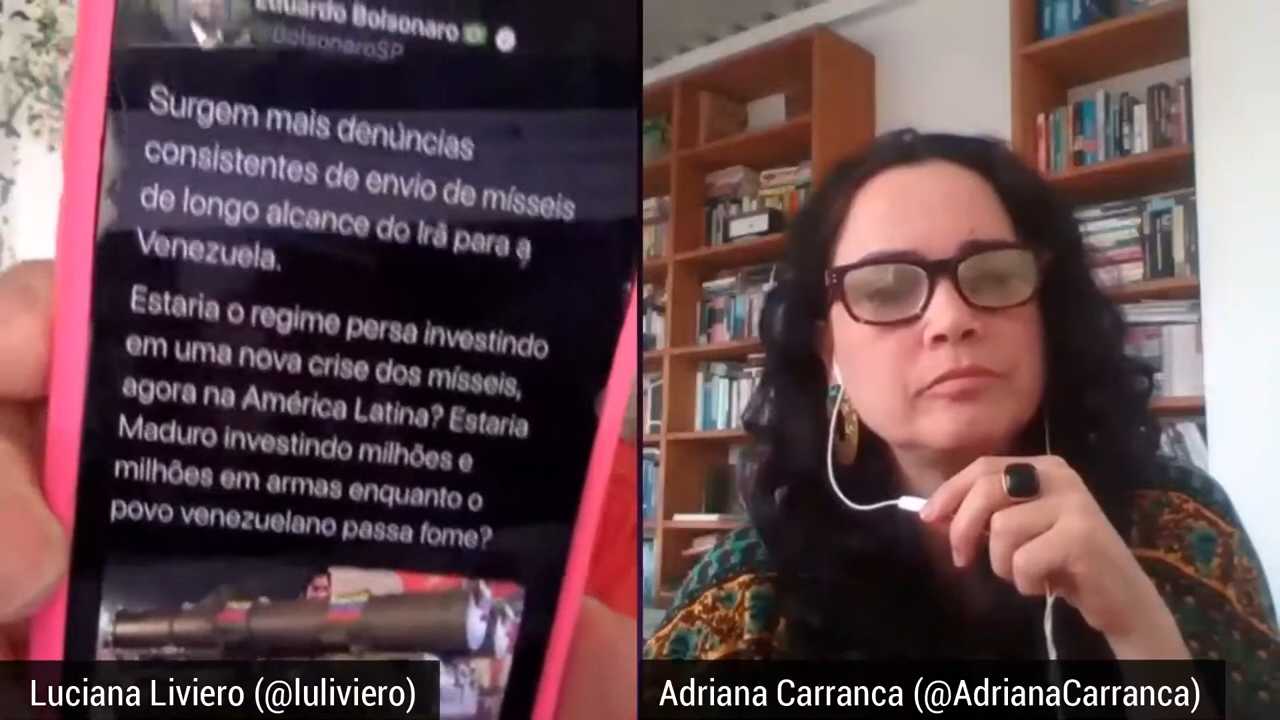 Eduardo Bolsonaro
@BolsonaroSP
Surgem mais denúncias
consistentes de envio de mísseis
de longo alcance do Irã para a
Venezuela.
Estaria o regime persa investindo
em uma nova crise dos mísseis,
agora na América Latina? Estaria
Maduro investindo milhões e
milhões em armas enquanto o
povo venezuelano passa fome?
Luciana Liviero (@luliviero)
Adriana Carranca (@AdrianaCarranca)